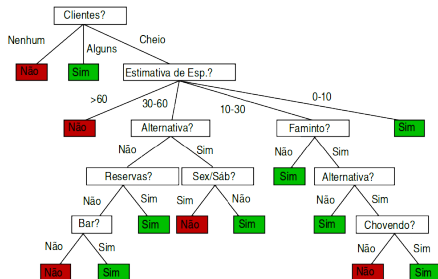 Clientes?
Nenhum
Alguns
Cheio
Não
Sim
Estimativa de Esp.?
>60
30-60
10-30
0-10
Não
Alternativa?
Faminto?
Sim
Não
Sim
Não
Sim
Reservas?
Sex/Sáb?
Sim
Alternativa?
Não
Sim
Sim
Não
Não
Sim
Bar?
Sim
Não
Sim
Sim
Chovendo?
Não
Sim
Não
Sim
Não
Sim
Não
Sim